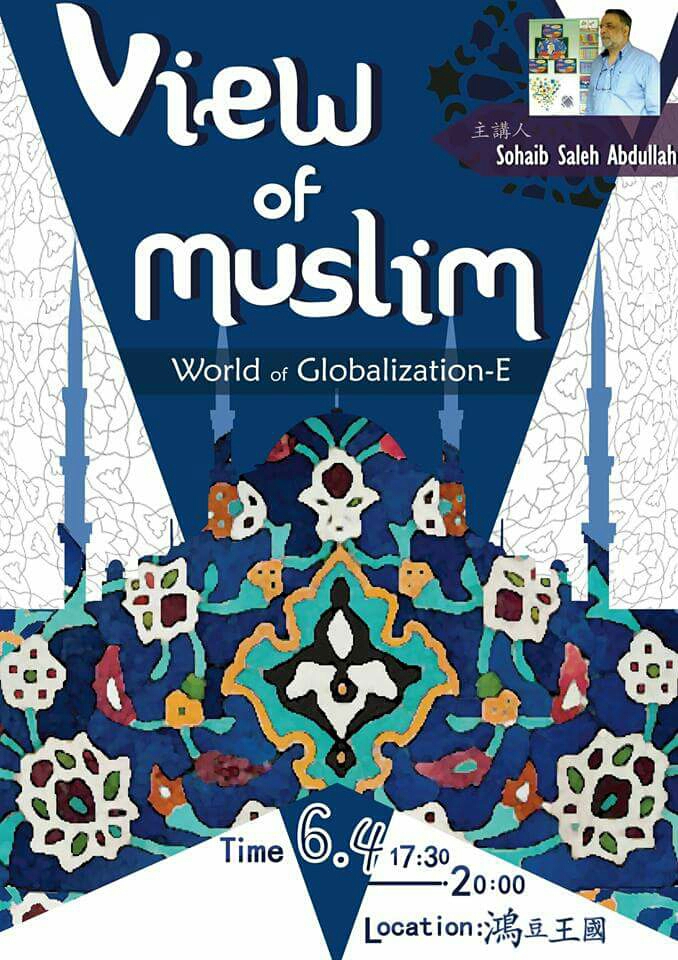 View
of
muslim
主講人
Sohaib Saleh Abdullah
World of Globalization-E
Time 6.4 17:30
20:00
Location:鴻豆王國